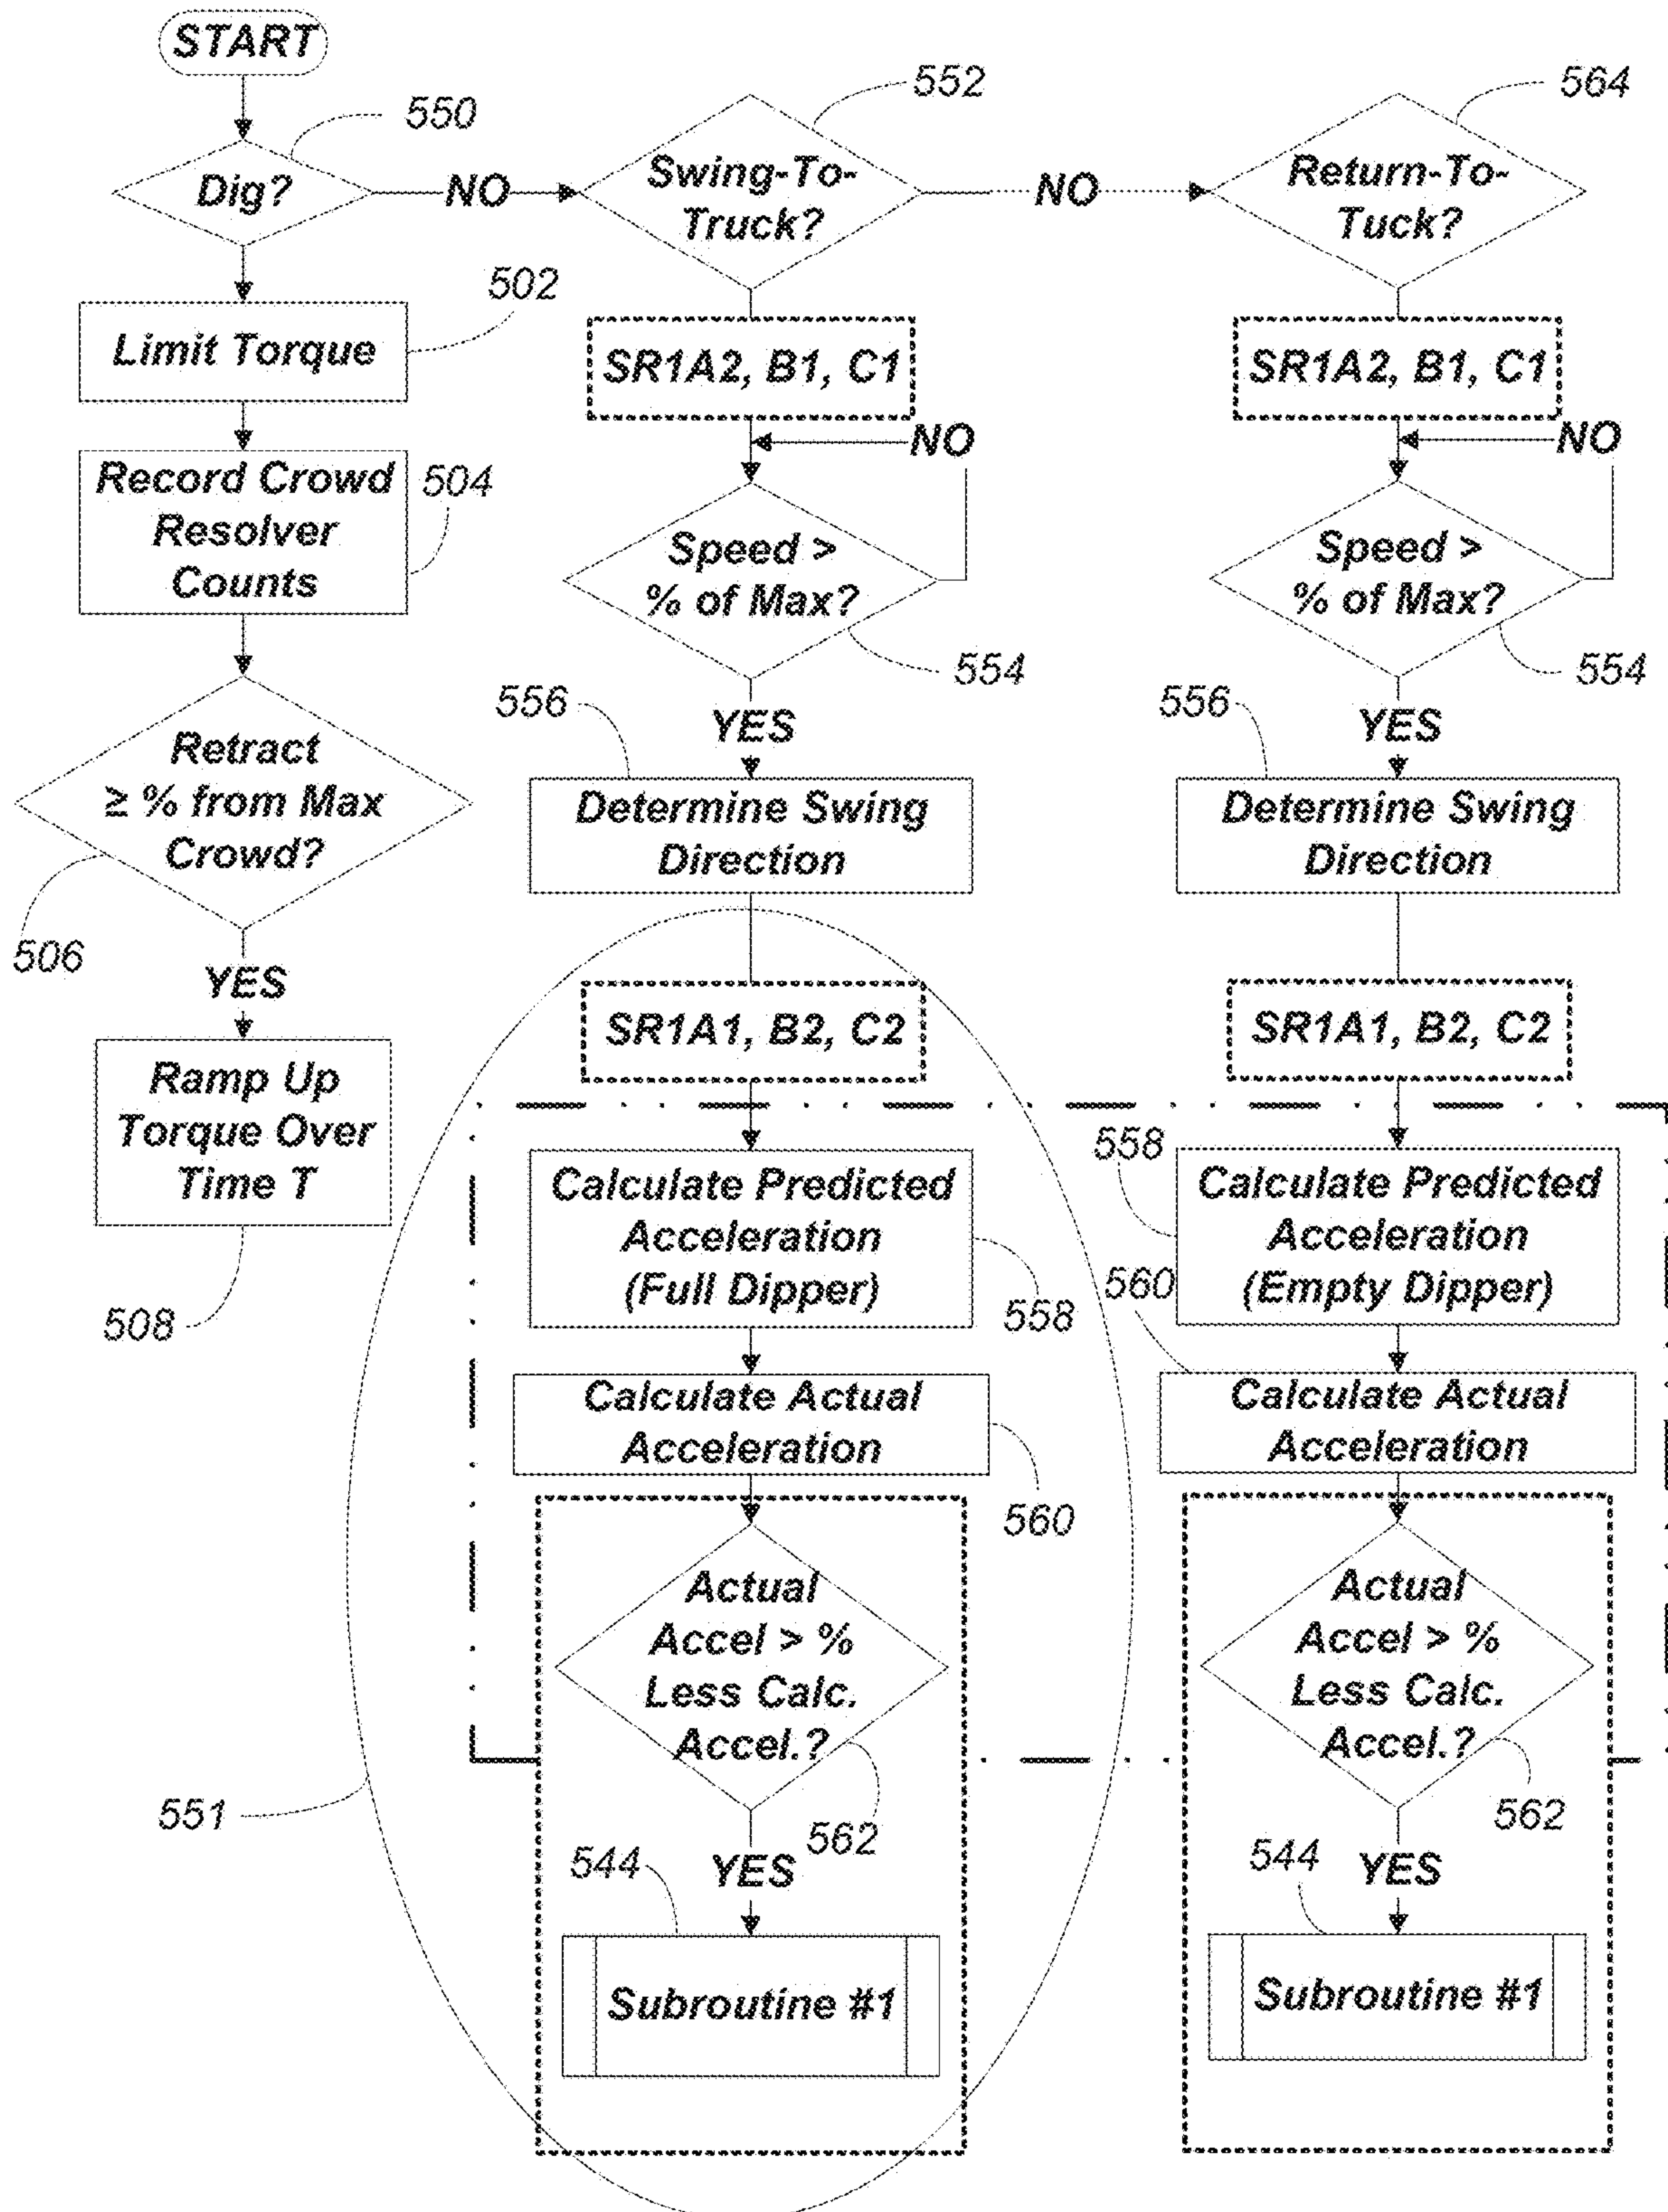 START
550
Dig?
NO
552
Swing-To-
Truck?
NO
564
Return-To-
Tuck?
502
Limit Torque
Record Crowd
Resolver
Counts
504
Retract
≥ % from Max
Crowd?
506
YES
Ramp Up
Torque Over
Time T
508
SR1A2, B1, C1
NO
Speed >
% of Max?
554
YES
556
Determine Swing
Direction
SR1A1, B2, C2
Calculate Predicted
Acceleration
(Full Dipper)
558
Calculate Actual
Acceleration
560
Actual
Accel > %
Less Calc.
Accel.?
562
551
YES
544
Subroutine #1
SR1A2, B1, C1
NO
Speed >
% of Max?
554
YES
556
Determine Swing
Direction
SR1A1, B2, C2
558
Calculate Predicted
Acceleration
(Empty Dipper)
560
Calculate Actual
Acceleration
Actual
Accel > %
Less Calc.
Accel.?
562
YES
544
Subroutine #1